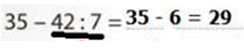 35 – 42 : 7 = 35 - 6 = 29